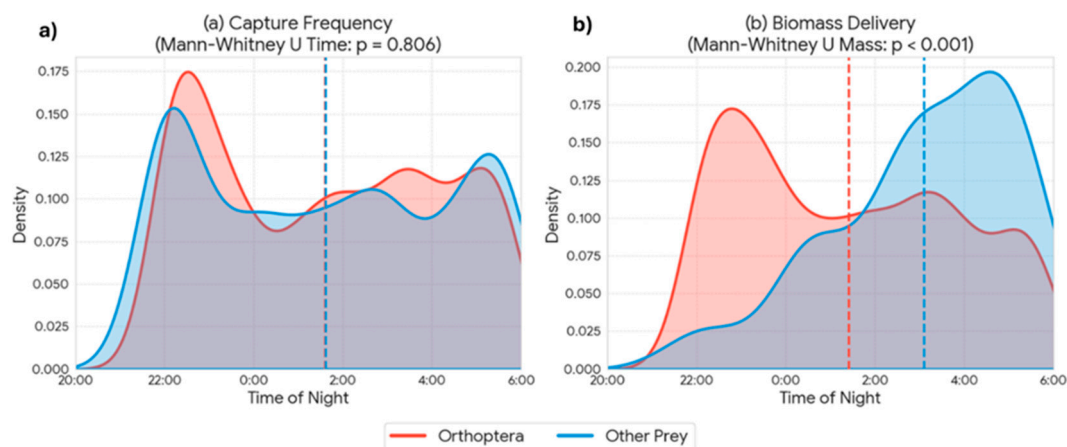 a)
(a) Capture Frequency
(Mann-Whitney U Time: p = 0.806)
Density
0.175
0.150
0.125
0.100
0.075
0.050
0.025
0.000
20:00 22:00 0:00 2:00 4:00 6:00
Time of Night
b)
(b) Biomass Delivery
(Mann-Whitney U Mass: p < 0.001)
Density
0.200
0.175
0.150
0.125
0.100
0.075
0.050
0.025
0.000
20:00 22:00 0:00 2:00 4:00 6:00
Time of Night
Orthoptera Other Prey